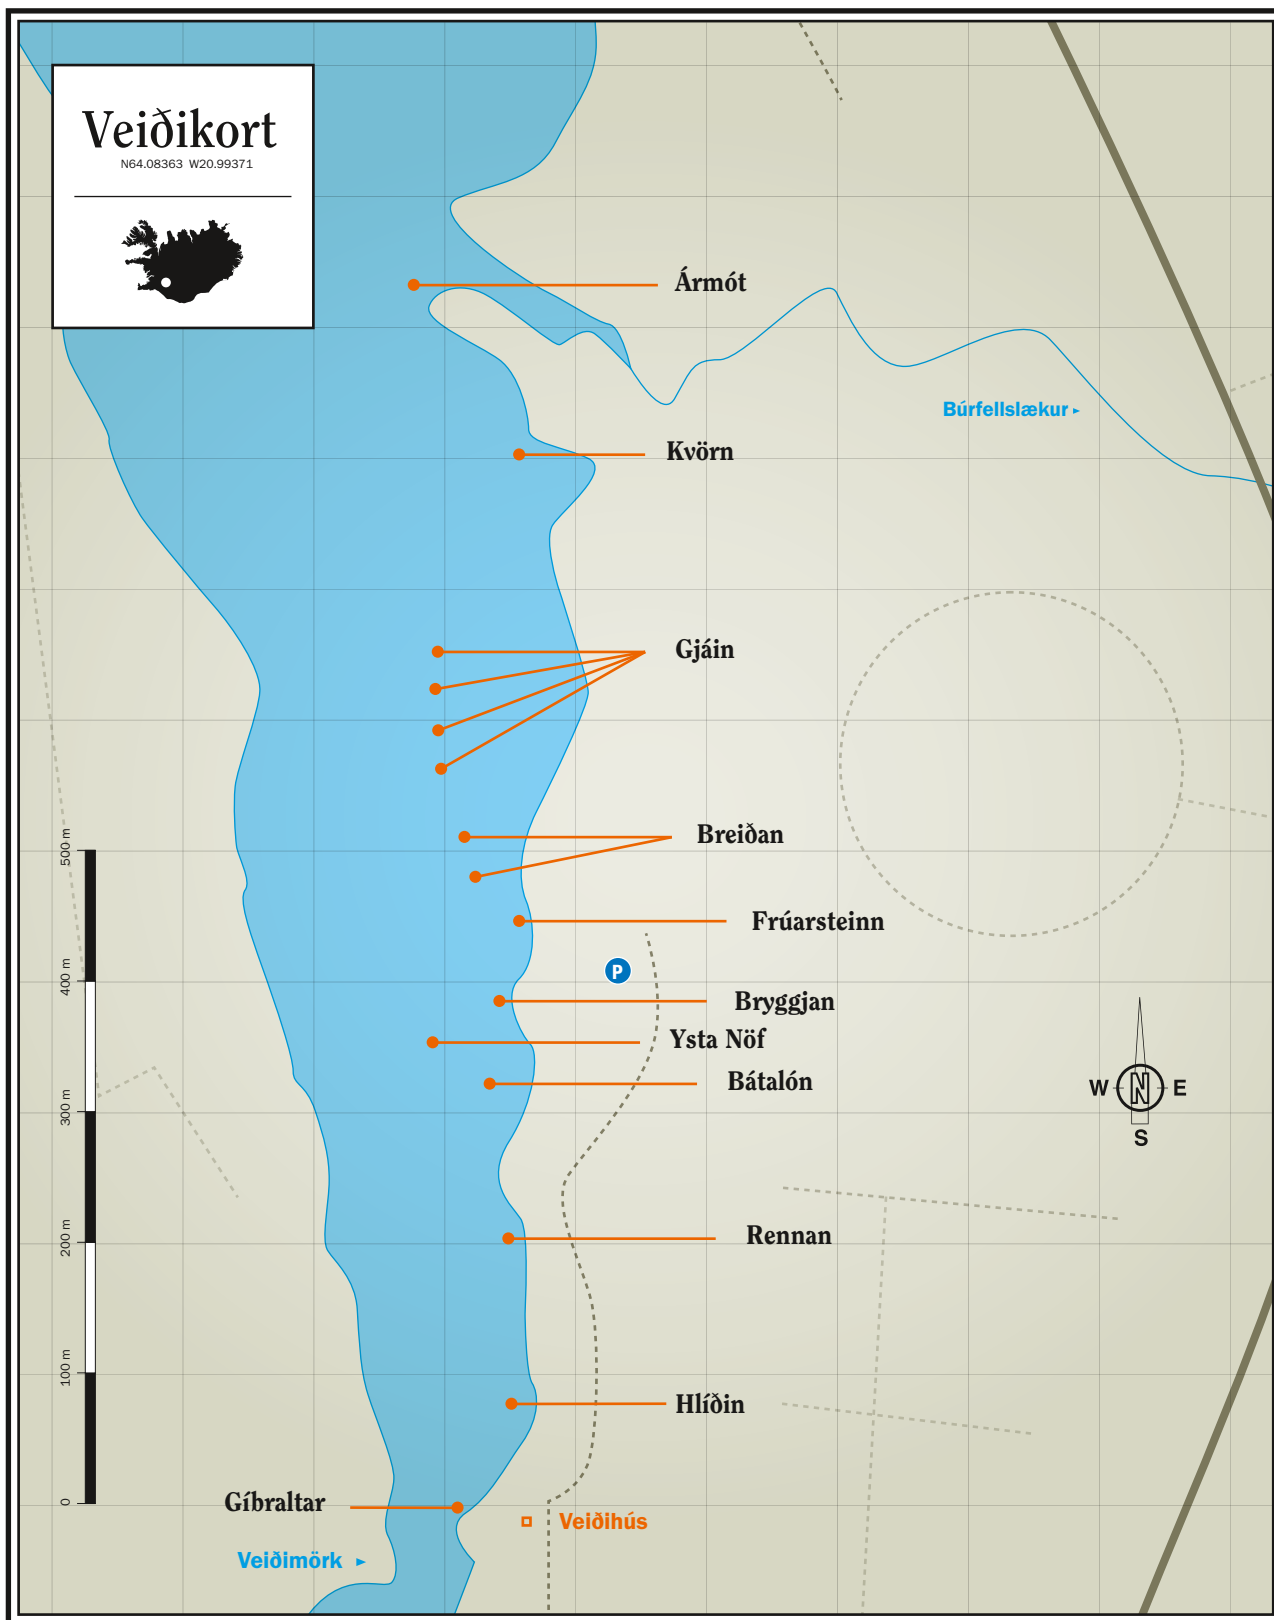 Veiðikort
N64.08363 W20.99371
Ármót
Búrfellslækur
Kvörn
Gjáin
Breiðan
500 m
Frúarsteinn
P
400 m
Bryggjan
Ysta Nöf
Bátalón
W N E
S
300 m
Rennan
200 m
100 m
Hlíðin
0
Gíbraltar
Veiðihús
Veiðimörk